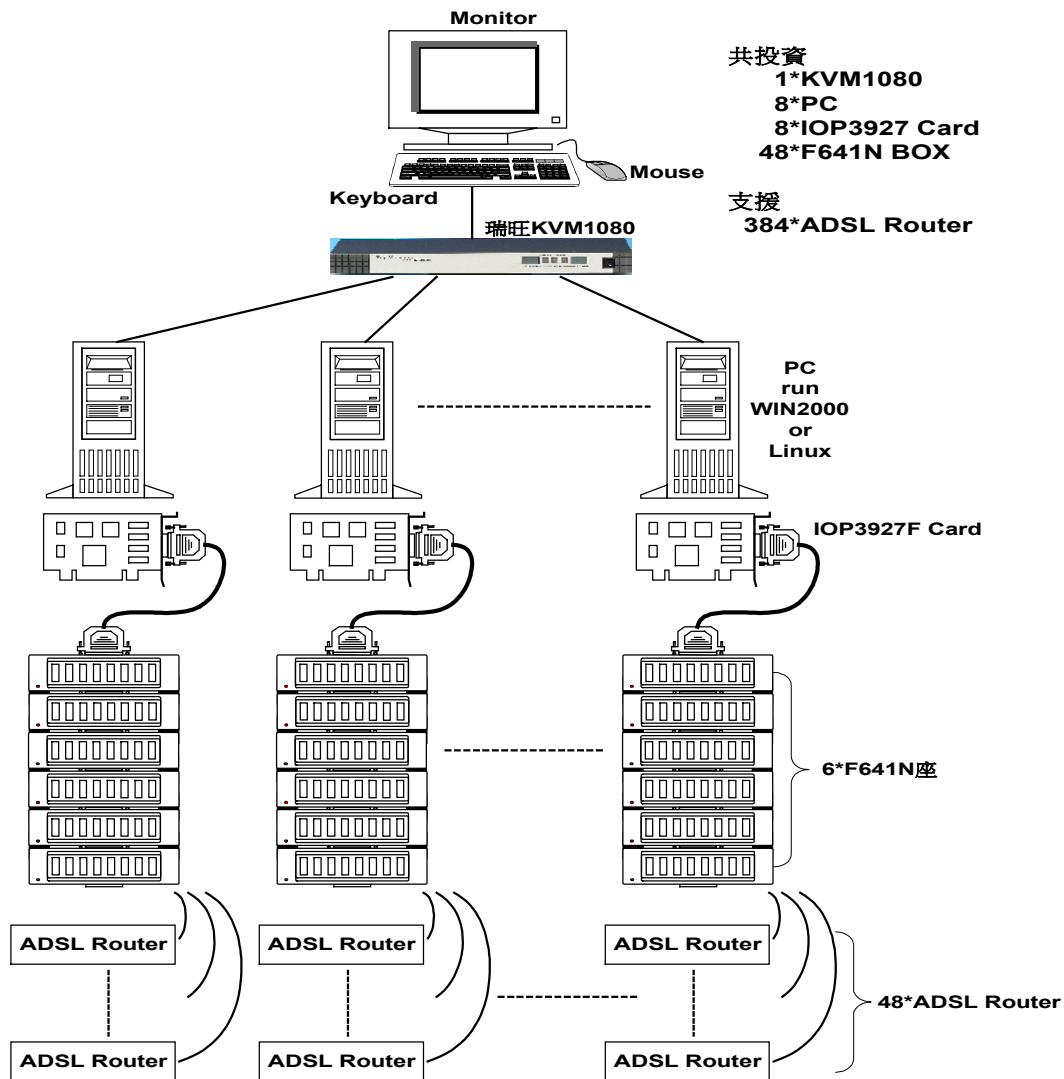 Monitor
共投資
1*KVM1080
8*PC
8*IOP3927 Card
48*F641N BOX
Mouse
Keyboard
支援
384*ADSL Router
瑞旺KVM1080
PC
run
WIN2000
or
Linux
IOP3927F Card
6*F641N座
ADSL Router
ADSL Router
ADSL Router
48*ADSL Router
ADSL Router
ADSL Router
ADSL Router